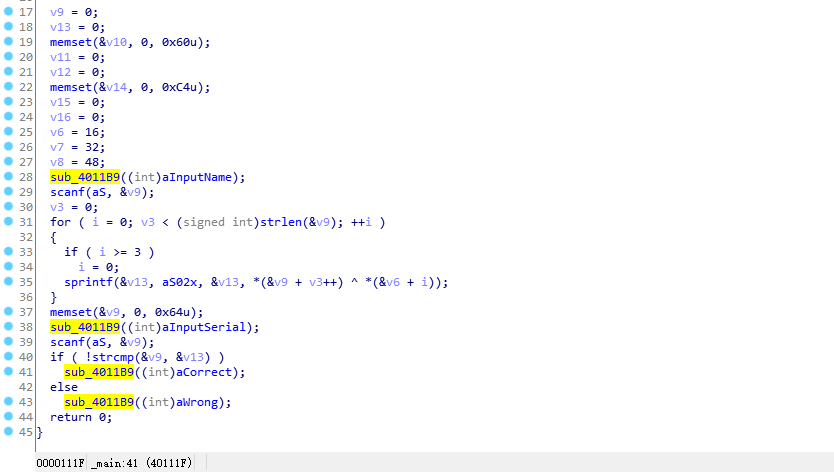 17 v9 = 0;
18 v13 = 0;
19 memset(&v10, 0, 0x60u);
20 v11 = 0;
21 v12 = 0;
22 memset(&v14, 0, 0xC4u);
23 v15 = 0;
24 v16 = 0;
25 v6 = 16;
26 v7 = 32;
27 v8 = 48;
28 sub_4011B9((int)aInputName);
29 scanf(aS, &v9);
30 v3 = 0;
31 for ( i = 0; v3 < (signed int)strlen(&v9); ++i )
32 {
33 if ( i >= 3 )
34 i = 0;
35 sprintf(&v13, aS02x, &v13, *(&v9 + v3++) ^ *(&v6 + i));
36 }
37 memset(&v9, 0, 0x64u);
38 sub_4011B9((int)aInputSerial);
39 scanf(aS, &v9);
40 if ( !strcmp(&v9, &v13) )
41 sub_4011B9((int)aCorrect);
42 else
43 sub_4011B9((int)aWrong);
44 return 0;
45 }
0000111F _main:41 (40111F)